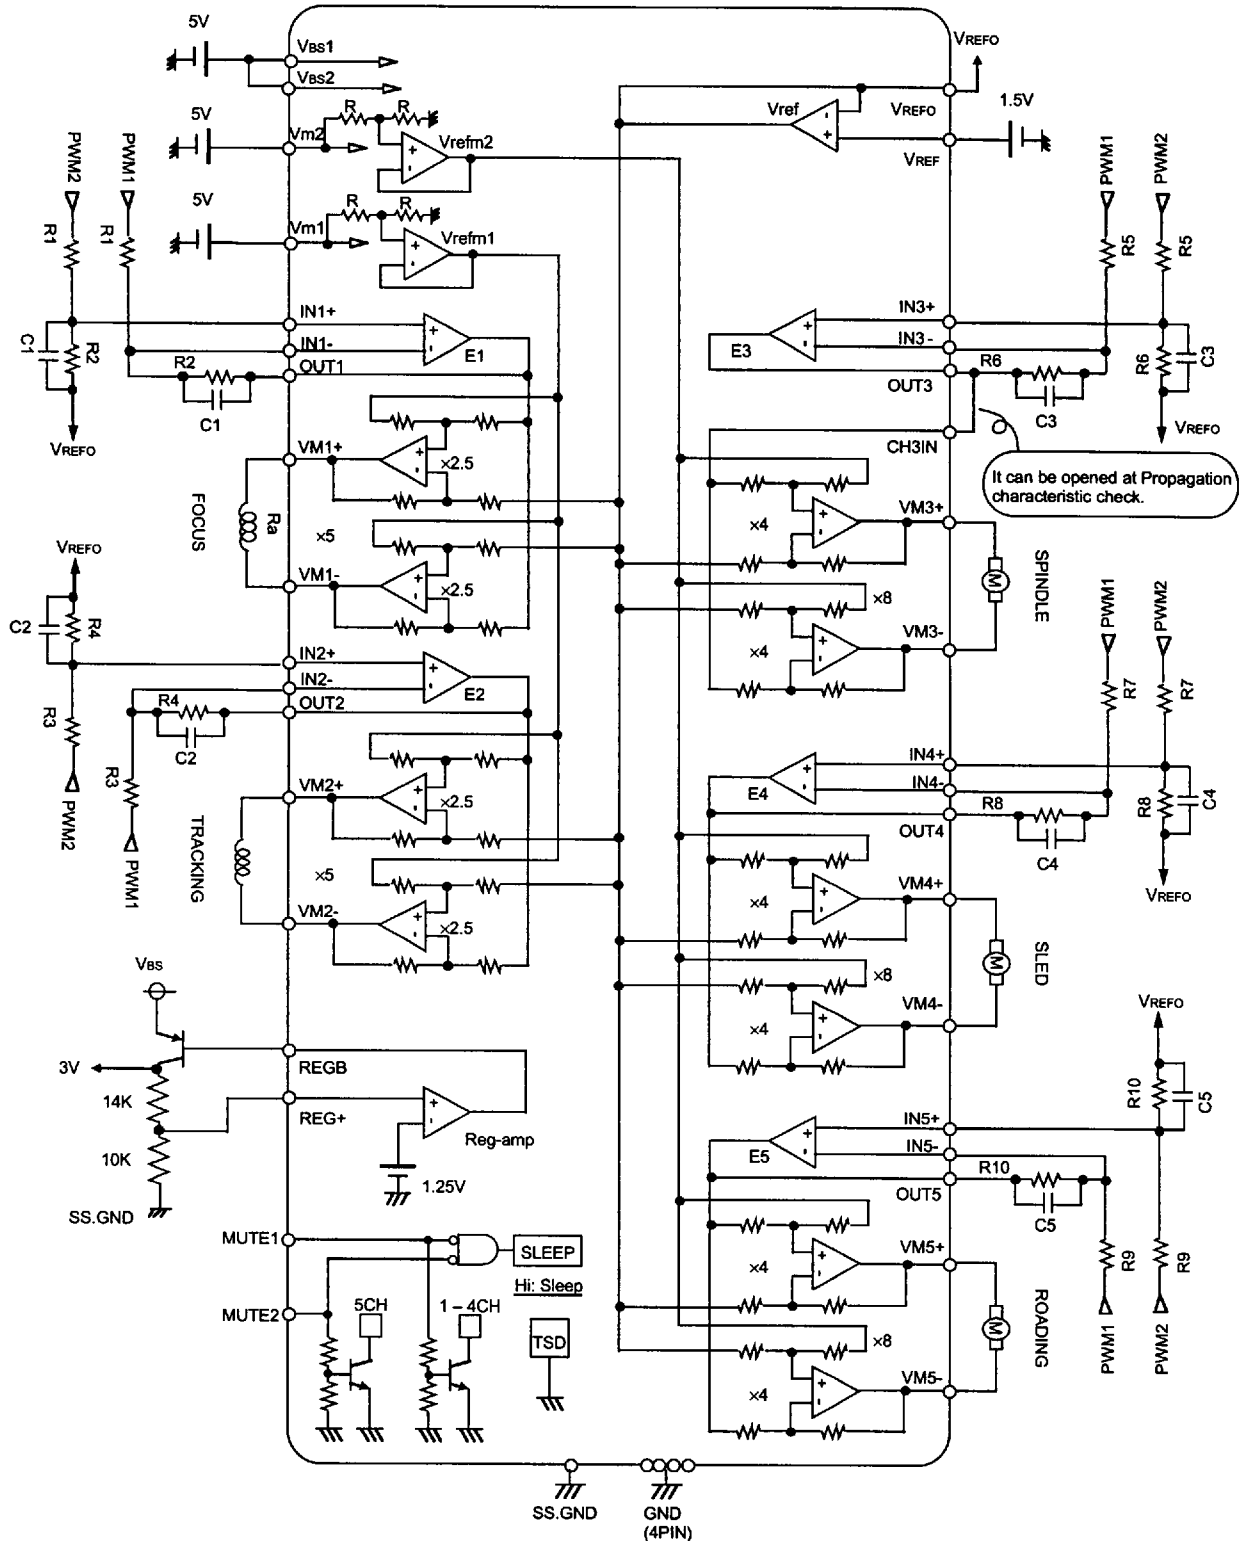 5V
VBS1
VBS2
5V
Vm2
R R
Vrefm2
5V
Vm1
R R
Vrefm1
PWM2
PWM1
R1
R1
C1
R2
VREFO
R2
C1
IN1+
IN1-
OUT1
E1
VM1+
×2.5
FOCUS
Ra
×5
VM1-
×2.5
VREFO
C2
R4
R3
PWM2
IN2+
IN2-
OUT2
E2
R4
C2
R3
PWM1
VM2+
×2.5
TRACKING
×5
VM2-
×2.5
VBS
3V
14K
10K
SS.GND
REGB
REG+
Reg-amp
1.25V
MUTE1
MUTE2
SLEEP
Hi: Sleep
5CH
1 – 4CH
TSD
SS.GND
GND
(4PIN)
VREFO
Vref
VREFO
VREF
1.5V
PWM1
PWM2
R5
R5
IN3+
IN3-
E3
OUT3
R6
C3
R6
C3
VREFO
CH3IN
It can be opened at Propagation
characteristic check.
×4
VM3+
×8
×4
VM3-
SPINDLE
M
PWM1
PWM2
R7
R7
IN4+
IN4-
E4
OUT4
R8
C4
R8
C4
VREFO
×4
VM4+
×8
×4
VM4-
SLED
M
VREFO
R10
C5
IN5+
IN5-
E5
OUT5
R10
C5
R9
R9
PWM1
PWM2
×4
VM5+
×8
×4
VM5-
ROADING
M